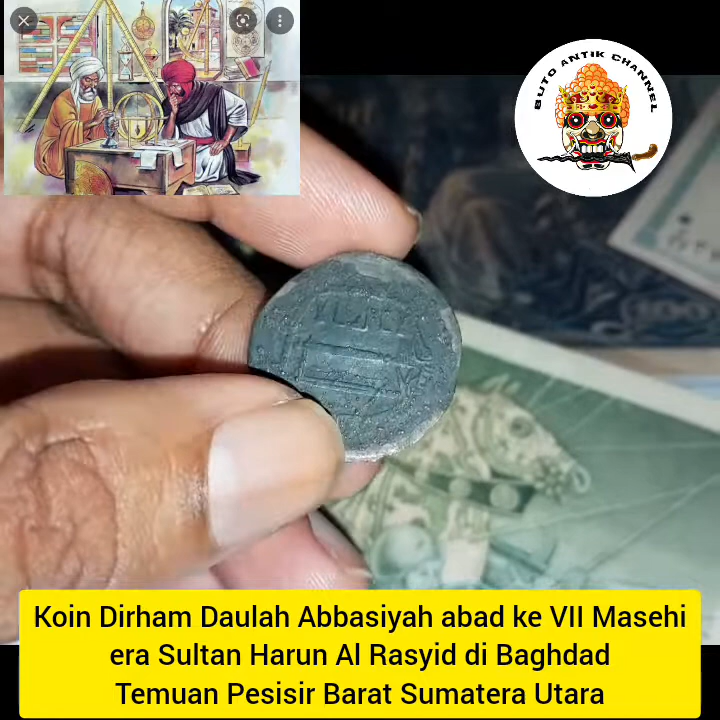 BUTO ANTIK CHANNEL
100
Koin Dirham Daulah Abbasiyah abad ke VII Masehi
era Sultan Harun Al Rasyid di Baghdad
Temuan Pesisir Barat Sumatera Utara